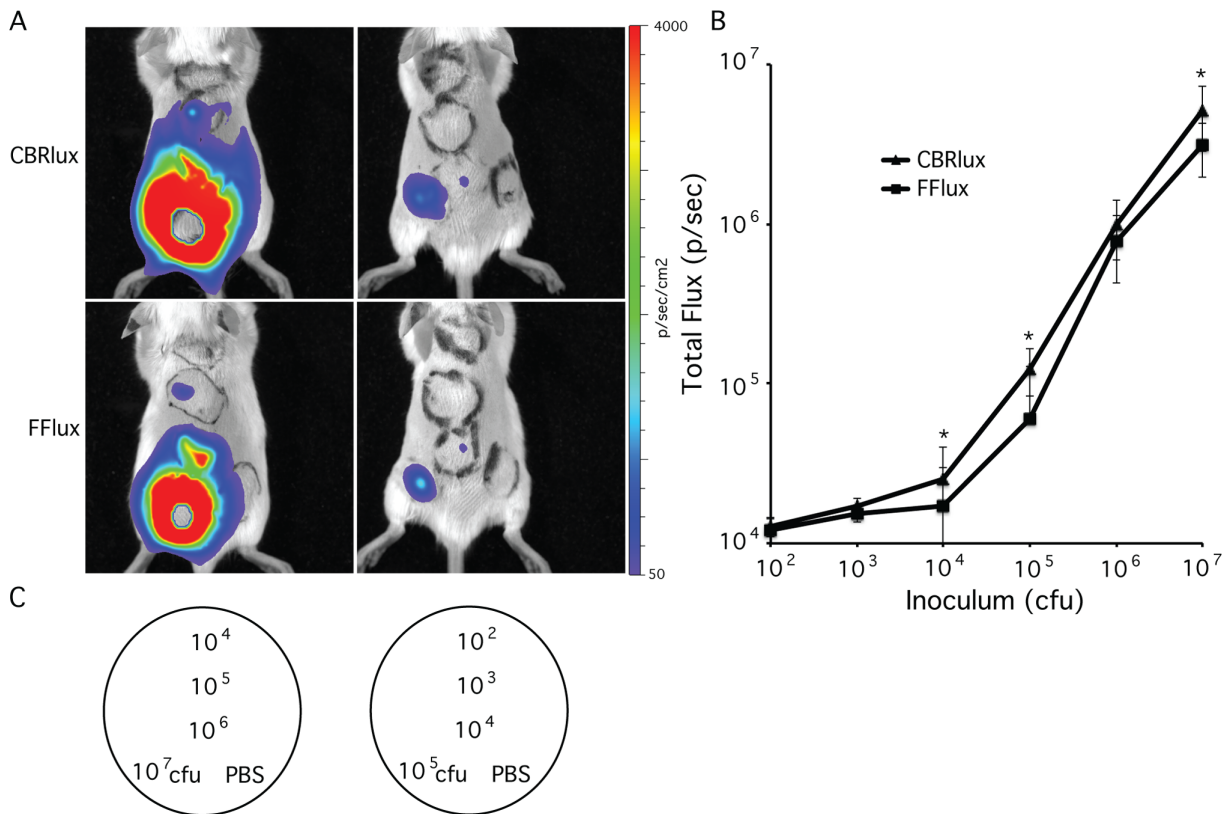 A
B
4000
CBRlux
p/sec/cm2
FFlux
50
10^7
10^6
10^5
10^4
Total Flux (p/sec)
CBRlux
FFlux
*
*
*
10^2 10^3 10^4 10^5 10^6 10^7
Inoculum (cfu)
C
10^4
10^5
10^6
10^7 cfu PBS
10^2
10^3
10^4
10^5 cfu PBS